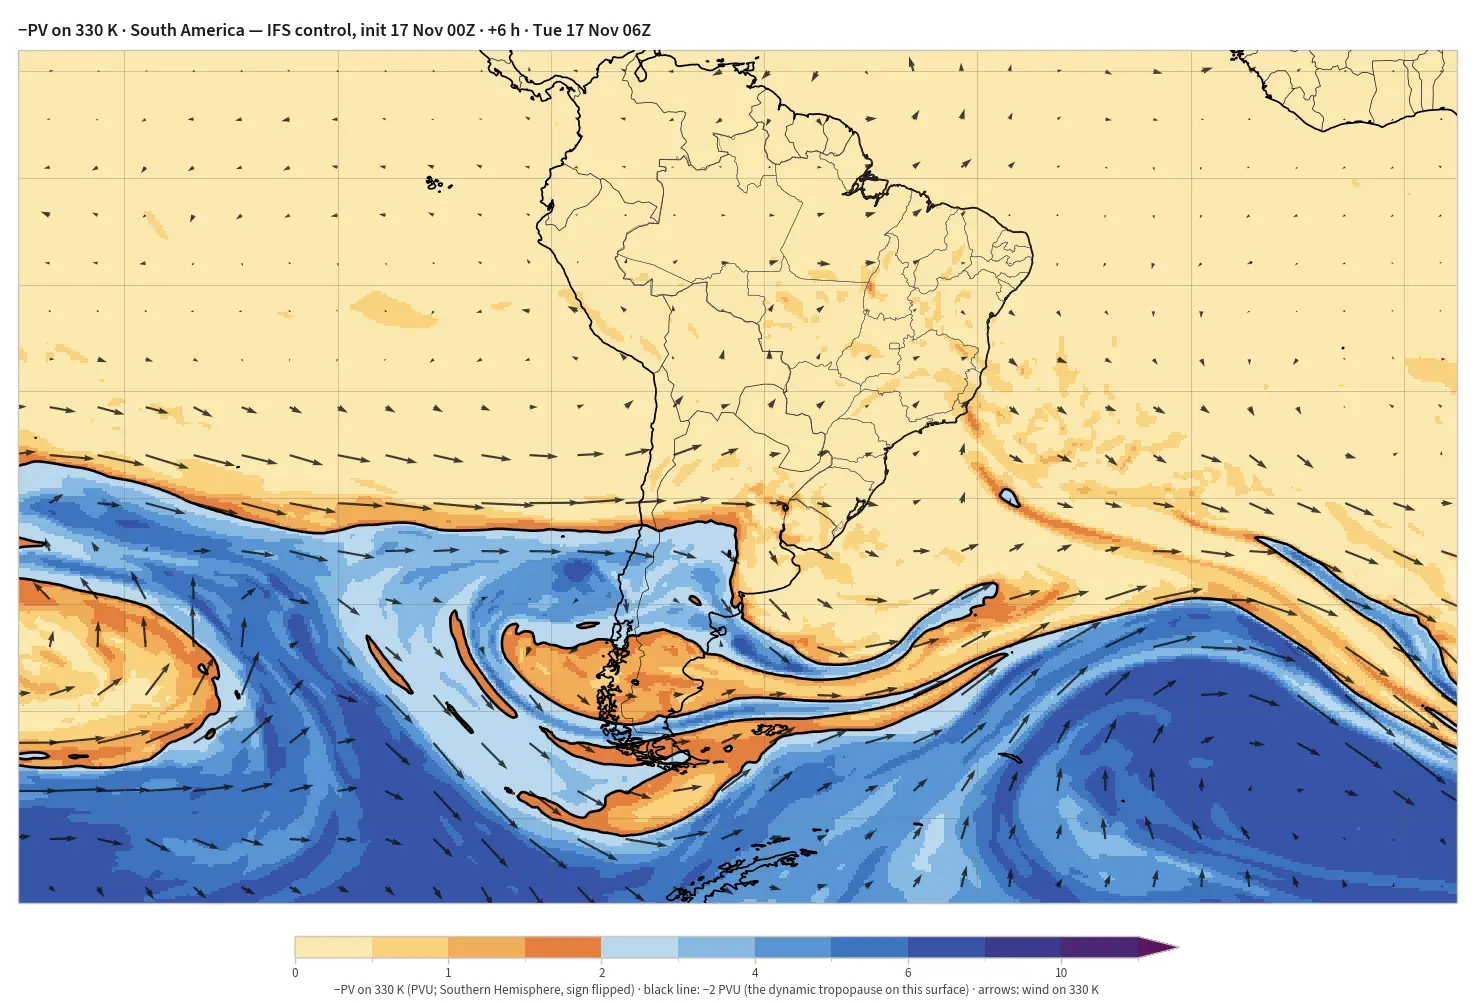 −PV on 330 K · South America — IFS control, init 17 Nov 00Z · +6 h · Tue 17 Nov 06Z
0 1 2 4 6 10
−PV on 330 K (PVU; Southern Hemisphere, sign flipped) · black line: −2 PVU (the dynamic tropopause on this surface) · arrows: wind on 330 K